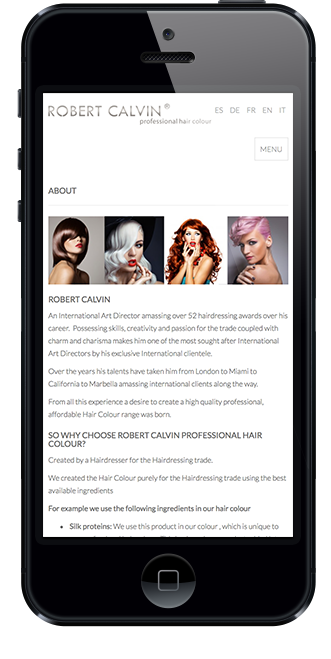 ROBERT CALVIN®
professional hair colour
ES DE FR EN IT
MENU
ABOUT
ROBERT CALVIN
An International Art Director amassing over 52 hairdressing awards over his
career. Possessing skills, creativity and passion for the trade coupled with
charm and charisma makes him one of the most sought after International
Art Directors by his exclusive International clientele.
Over the years his talents have taken him from London to Miami to
California to Marbella amassing international clients along the way.
From all this experience a desire to create a high quality professional,
affordable Hair Colour range was born.
SO WHY CHOOSE ROBERT CALVIN PROFESSIONAL HAIR
COLOUR?
Created by a Hairdresser for the Hairdressing trade.
We created the Hair Colour purely for the Hairdressing trade using the best
available ingredients
For example we use the following ingredients in our hair colour
• Silk proteins: We use this product in our colour , which is unique to